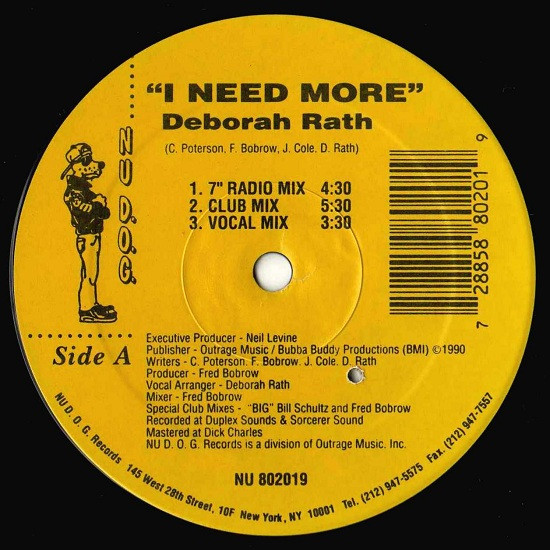 "I NEED MORE"
Deborah Rath
(C. Poterson, F. Bobrow, J. Cole, D. Rath)
1. 7" RADIO MIX 4:30
2. CLUB MIX 5:30
3. VOCAL MIX 3:30
NU D.O.G.
7 28858 80201 9
Side A
Executive Producer - Neil Levine
Publisher - Outrage Music / Bubba Buddy Productions (BMI) ©1990
Writers - C. Poterson, F. Bobrow, J. Cole, D. Rath
Producer - Fred Bobrow
Vocal Arranger - Deborah Rath
Mixer - Fred Bobrow
Special Club Mixes - "BIG" Bill Schultz and Fred Bobrow
Recorded at Duplex Sounds & Sorcerer Sound
Mastered at Dick Charles
NU D. O. G. Records is a division of Outrage Music. Inc.
NU 802019
NU D. O. G. Records 145 West 28th Street, 10F New York, NY 10001 Tel. (212) 947-5575 Fax. (212) 947-7557